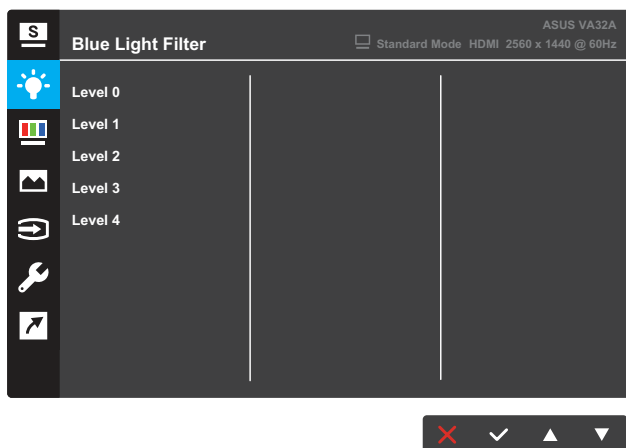 S
ASUS VA32A
Blue Light Filter
Standard Mode HDMI 2560 x 1440 @ 60Hz
Level 0
Level 1
Level 2
Level 3
Level 4